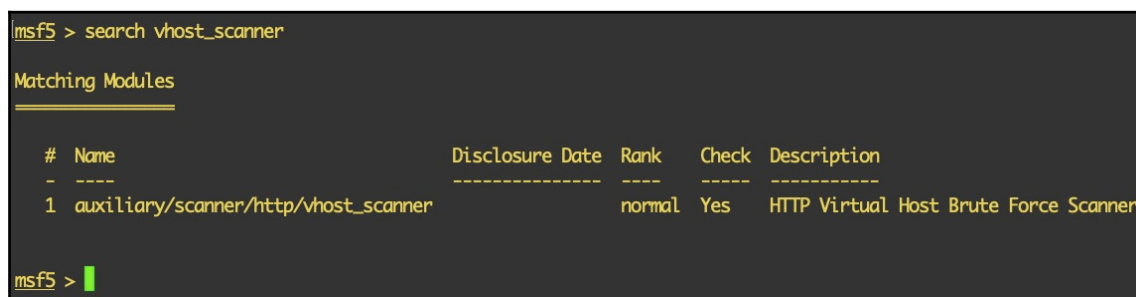 msf5 > search vhost_scanner
Matching Modules
================
# Name Disclosure Date Rank Check Description
- ---- --------------- ---- ----- -----------
1 auxiliary/scanner/http/vhost_scanner normal Yes HTTP Virtual Host Brute Force Scanner
msf5 >